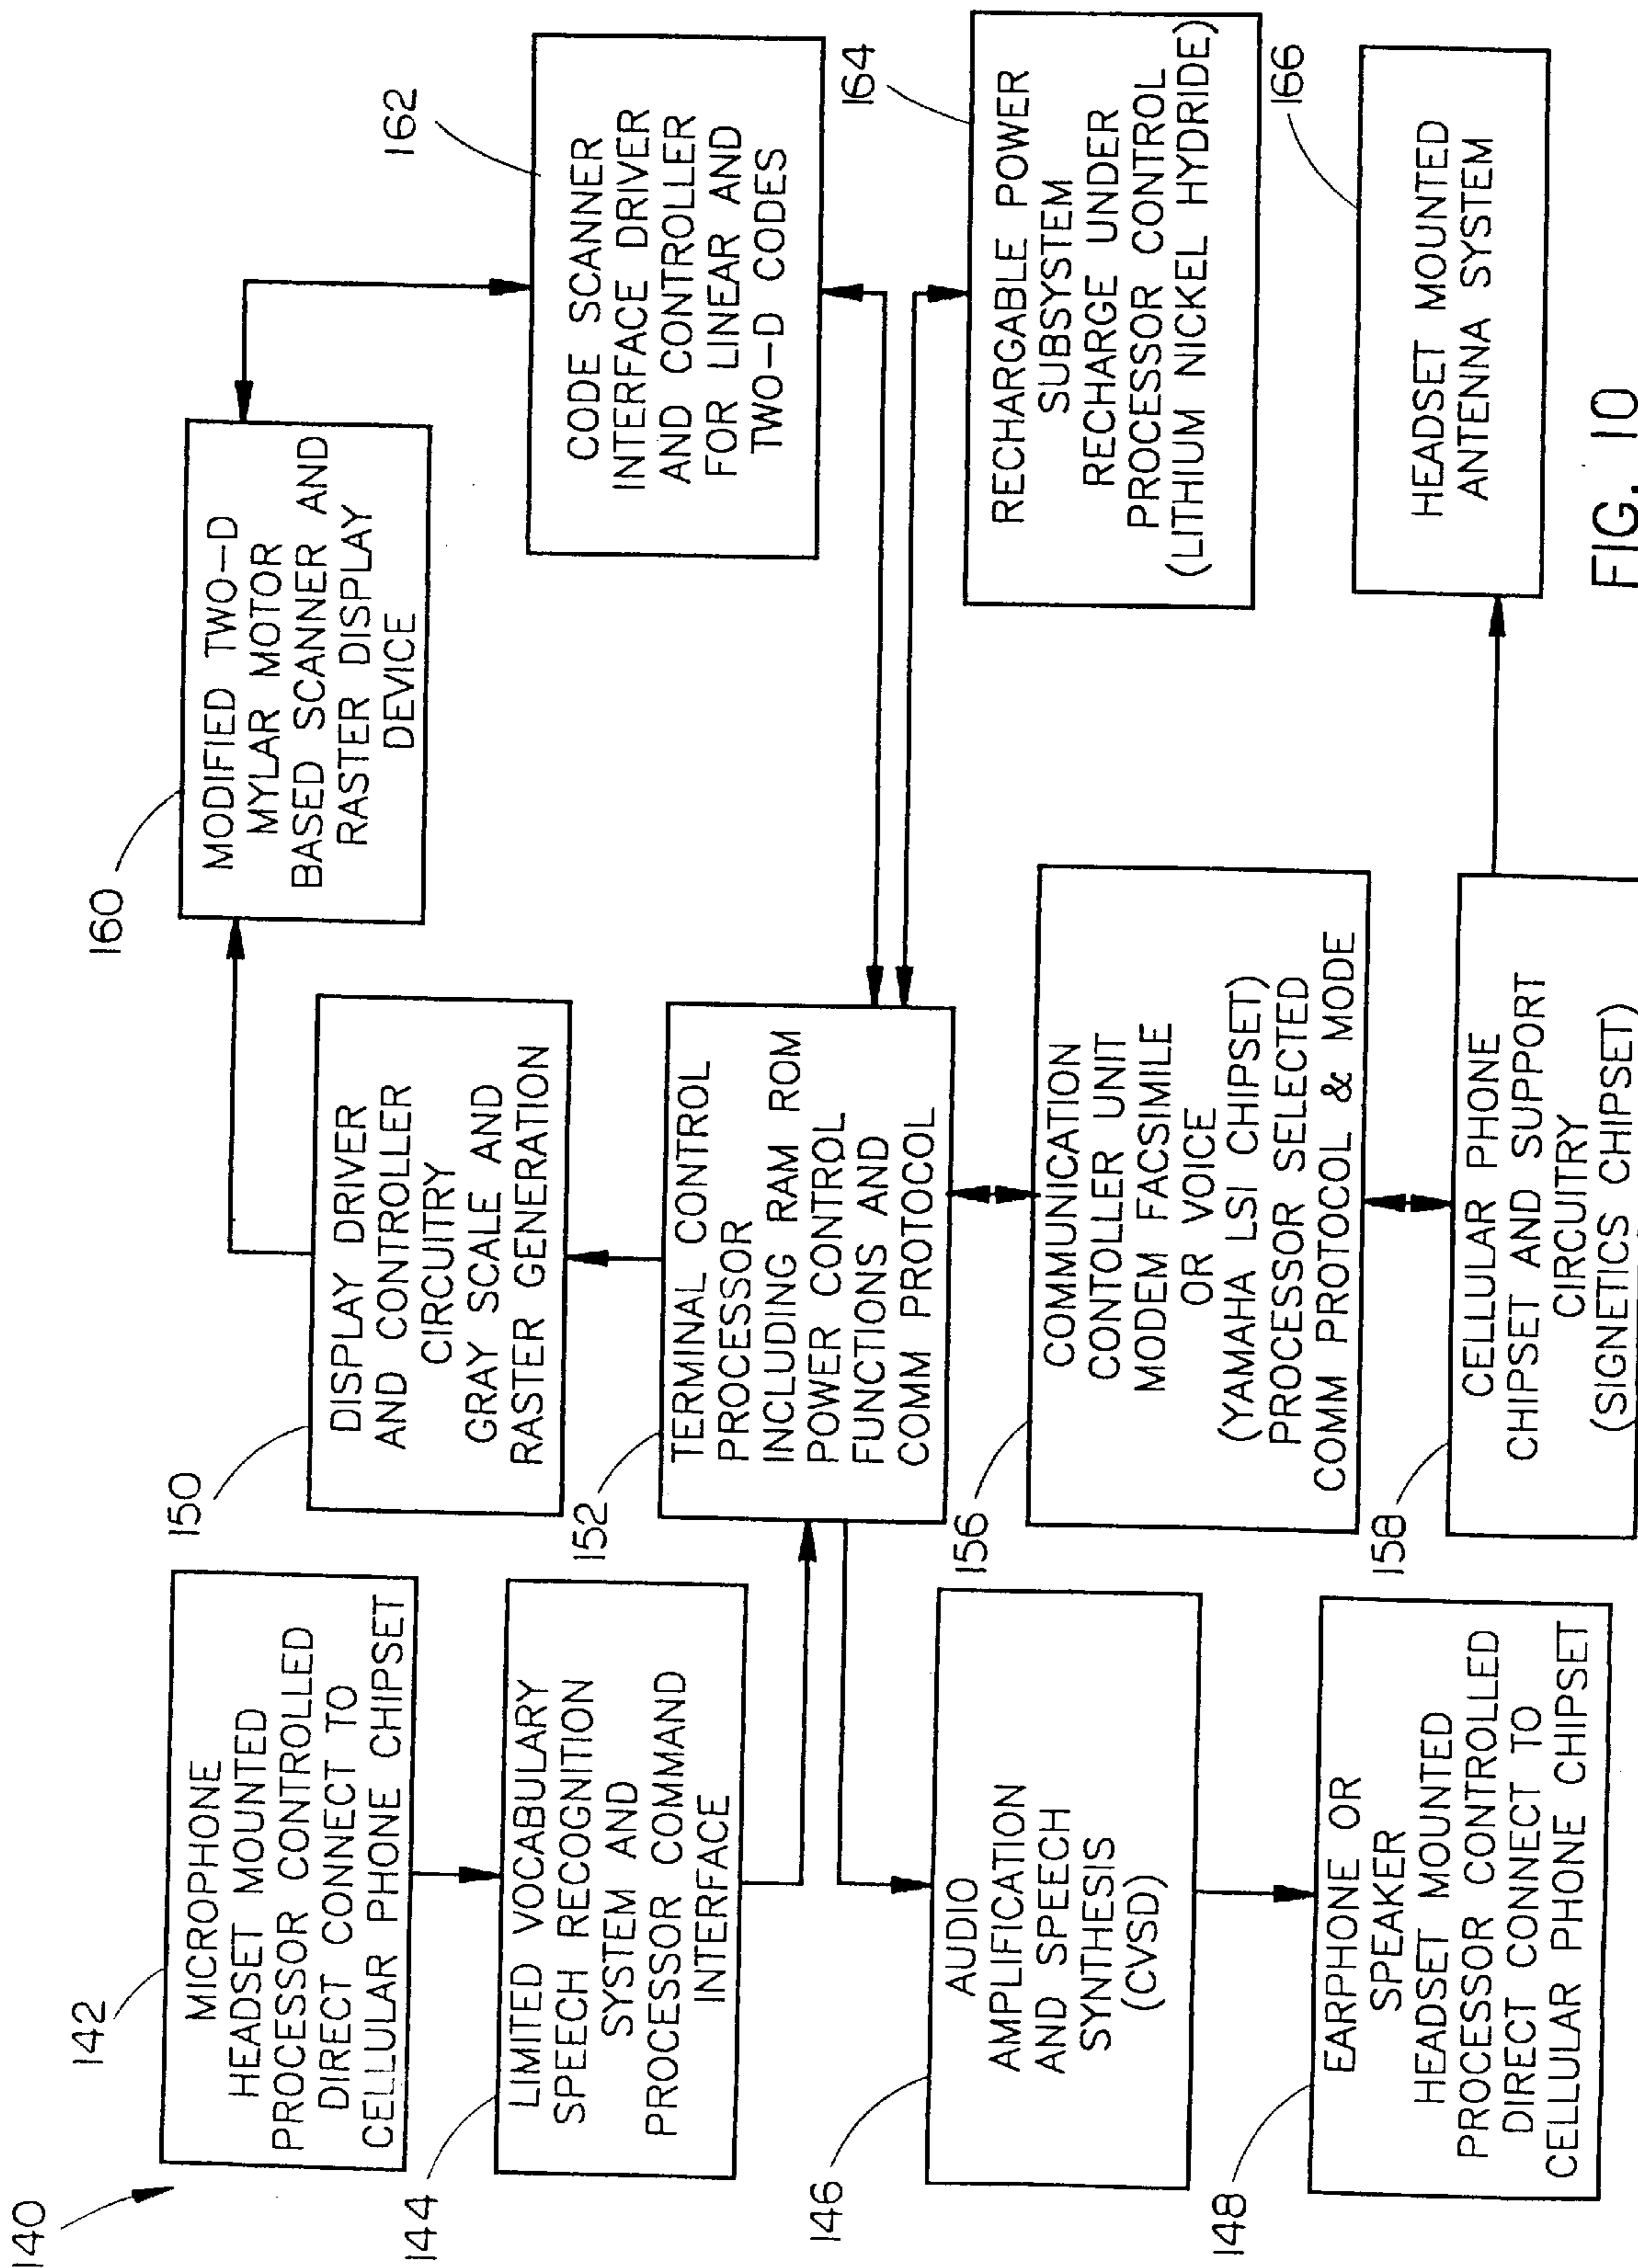 140
142
MICROPHONE
HEADSET MOUNTED
PROCESSOR CONTROLLED
DIRECT CONNECT TO
CELLULAR PHONE CHIPSET
144
LIMITED VOCABULARY
SPEECH RECOGNITION
SYSTEM AND
PROCESSOR COMMAND
INTERFACE
146
AUDIO
AMPLIFICATION
AND SPEECH
SYNTHESIS
(CVSD)
148
EARPHONE OR
SPEAKER
HEADSET MOUNTED
PROCESSOR CONTROLLED
DIRECT CONNECT TO
CELLULAR PHONE CHIPSET
150
DISPLAY DRIVER
AND CONTROLLER
CIRCUITRY
GRAY SCALE AND
RASTER GENERATION
152
TERMINAL CONTROL
PROCESSOR
INCLUDING RAM ROM
POWER CONTROL
FUNCTIONS AND
COMM PROTOCOL
156
COMMUNICATION
CONTOLLER UNIT
MODEM FACSIMILE
OR VOICE
(YAMAHA LSI CHIPSET)
PROCESSOR SELECTED
COMM PROTOCOL & MODE
158
CELLULAR PHONE
CHIPSET AND SUPPORT
CIRCUITRY
(SIGNETICS CHIPSET)
160
MODIFIED TWO-D
MYLAR MOTOR
BASED SCANNER AND
RASTER DISPLAY
DEVICE
162
CODE SCANNER
INTERFACE DRIVER
AND CONTROLLER
FOR LINEAR AND
TWO-D CODES
164
RECHARGABLE POWER
SUBSYSTEM
RECHARGE UNDER
PROCESSOR CONTROL
(LITHIUM NICKEL HYDRIDE)
166
HEADSET MOUNTED
ANTENNA SYSTEM
FIG. 10